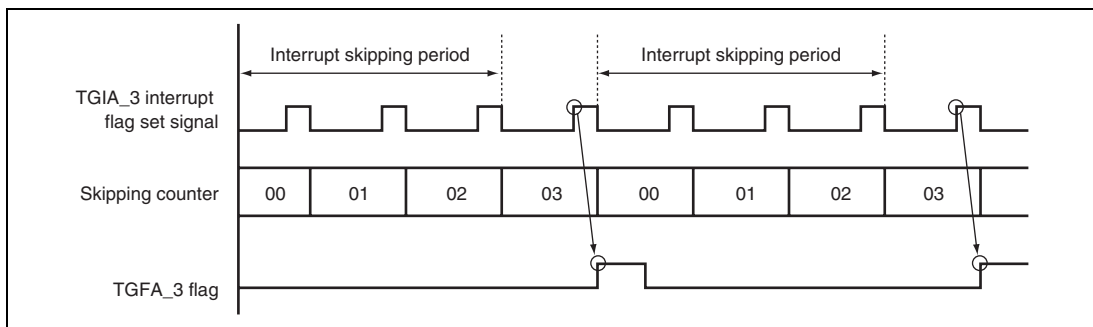 Interrupt skipping period
Interrupt skipping period
TGIA_3 interrupt
flag set signal
Skipping counter
00
01
02
03
00
01
02
03
TGFA_3 flag